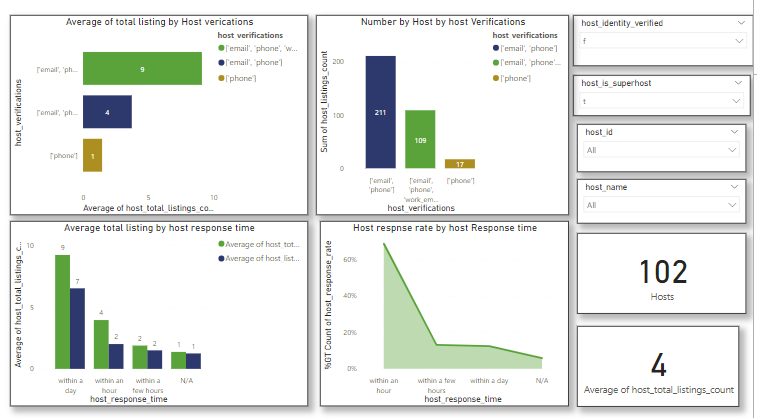 Average of total listing by Host verications
host_verifications
['email', 'phone', 'w...
['email', 'phone']
['phone']
host_verifications
['email', 'ph...
['email', 'ph...
['phone']
9
4
1
0
5
10
Average of host_total_listings_co...
Number by Host by host Verifications
host_verifications
['email', 'phone']
['email', 'phone'...
['phone']
Sum of host_listings_count
200
100
0
211
109
17
['email',
'phone']
['email',
'phone',
'work_em...
['phone']
host_verifications
host_identity_verified
f
host_is_superhost
t
host_id
All
host_name
All
Average total listing by host response time
Average of host_tot...
Average of host_list...
Average of host_total_listings_c...
10
5
0
9
7
4
2
2
2
1
1
within a
day
within an
hour
within a
few hours
N/A
host_response_time
Host respnse rate by host Response time
%GT Count of host_response_rate
60%
40%
20%
0%
within an
hour
within a few
hours
within a day
N/A
host_response_time
102
Hosts
4
Average of host_total_listings_count